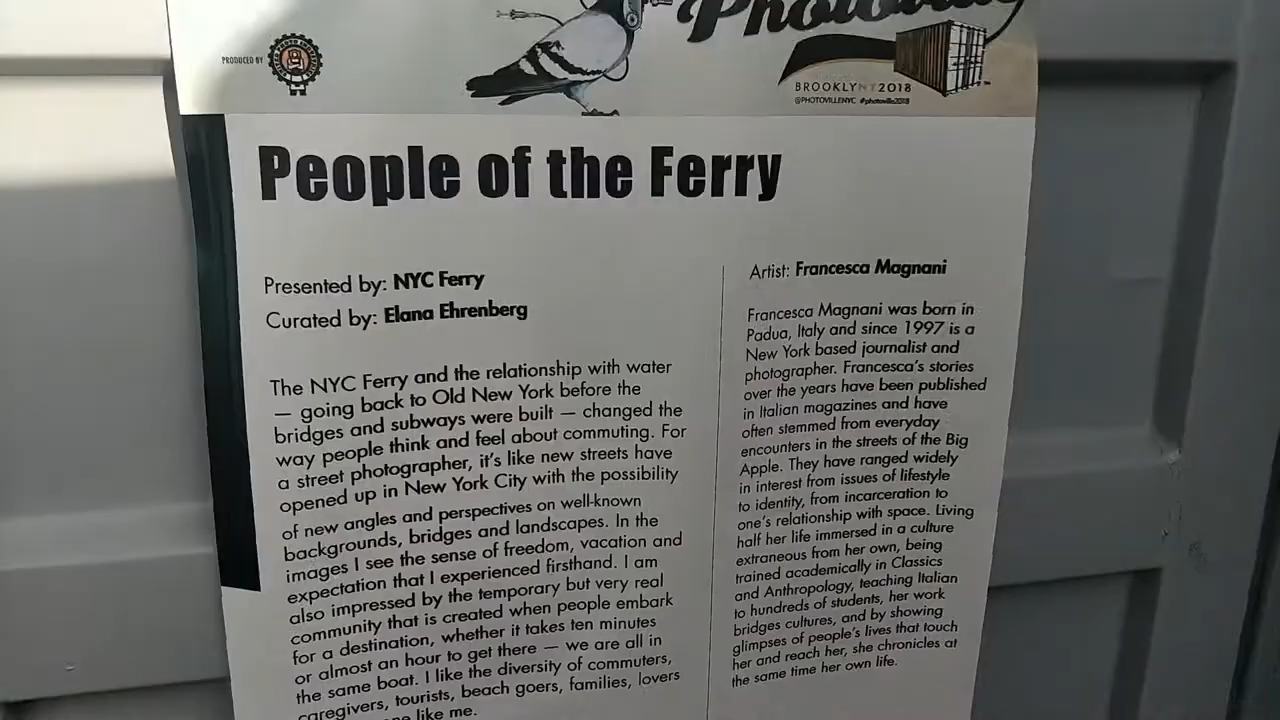 PRODUCED BY
BROOKLYN NY 2018
@PHOTOVILLENYC #photoville2018
People of the Ferry
Presented by: NYC Ferry
Curated by: Elana Ehrenberg
The NYC Ferry and the relationship with water
— going back to Old New York before the
bridges and subways were built — changed the
way people think and feel about commuting. For
a street photographer, it's like new streets have
opened up in New York City with the possibility
of new angles and perspectives on well-known
backgrounds, bridges and landscapes. In the
images I see the sense of freedom, vacation and
expectation that I experienced firsthand. I am
also impressed by the temporary but very real
community that is created when people embark
for a destination, whether it takes ten minutes
or almost an hour to get there — we are all in
the same boat. I like the diversity of commuters,
caregivers, tourists, beach goers, families, lovers
like me.
Artist: Francesca Magnani
Francesca Magnani was born in
Padua, Italy and since 1997 is a
New York based journalist and
photographer. Francesca's stories
over the years have been published
in Italian magazines and have
often stemmed from everyday
encounters in the streets of the Big
Apple. They have ranged widely
in interest from issues of lifestyle
to identity, from incarceration to
one's relationship with space. Living
half her life immersed in a culture
extraneous from her own, being
trained academically in Classics
and Anthropology, teaching Italian
to hundreds of students, her work
bridges cultures, and by showing
glimpses of people's lives that touch
her and reach her, she chronicles at
the same time her own life.